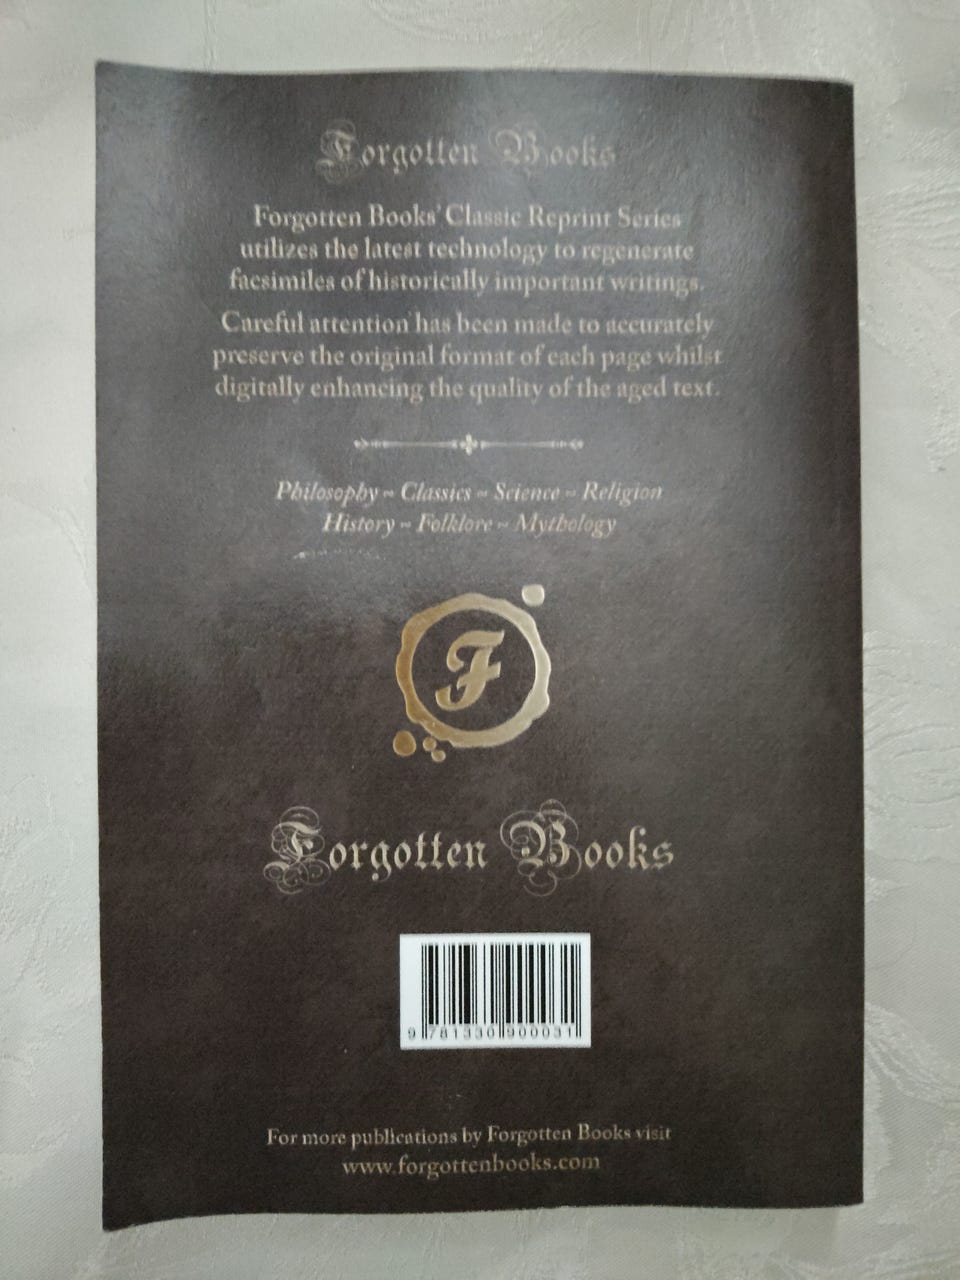 Forgotten Books
Forgotten Books' Classic Reprint Series
utilizes the latest technology to regenerate
facsimiles of historically important writings.
Careful attention has been made to accurately
preserve the original format of each page whilst
digitally enhancing the quality of the aged text.
Philosophy ~ Classics ~ Science ~ Religion
History ~ Folklore ~ Mythology
F
Forgotten Books
9 781330 900031
For more publications by Forgotten Books visit
www.forgottenbooks.com